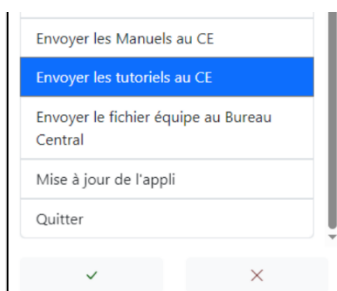 Envoyer les Manuels au CE
Envoyer les tutoriels au CE
Envoyer le fichier équipe au Bureau
Central
Mise à jour de l'appli
Quitter